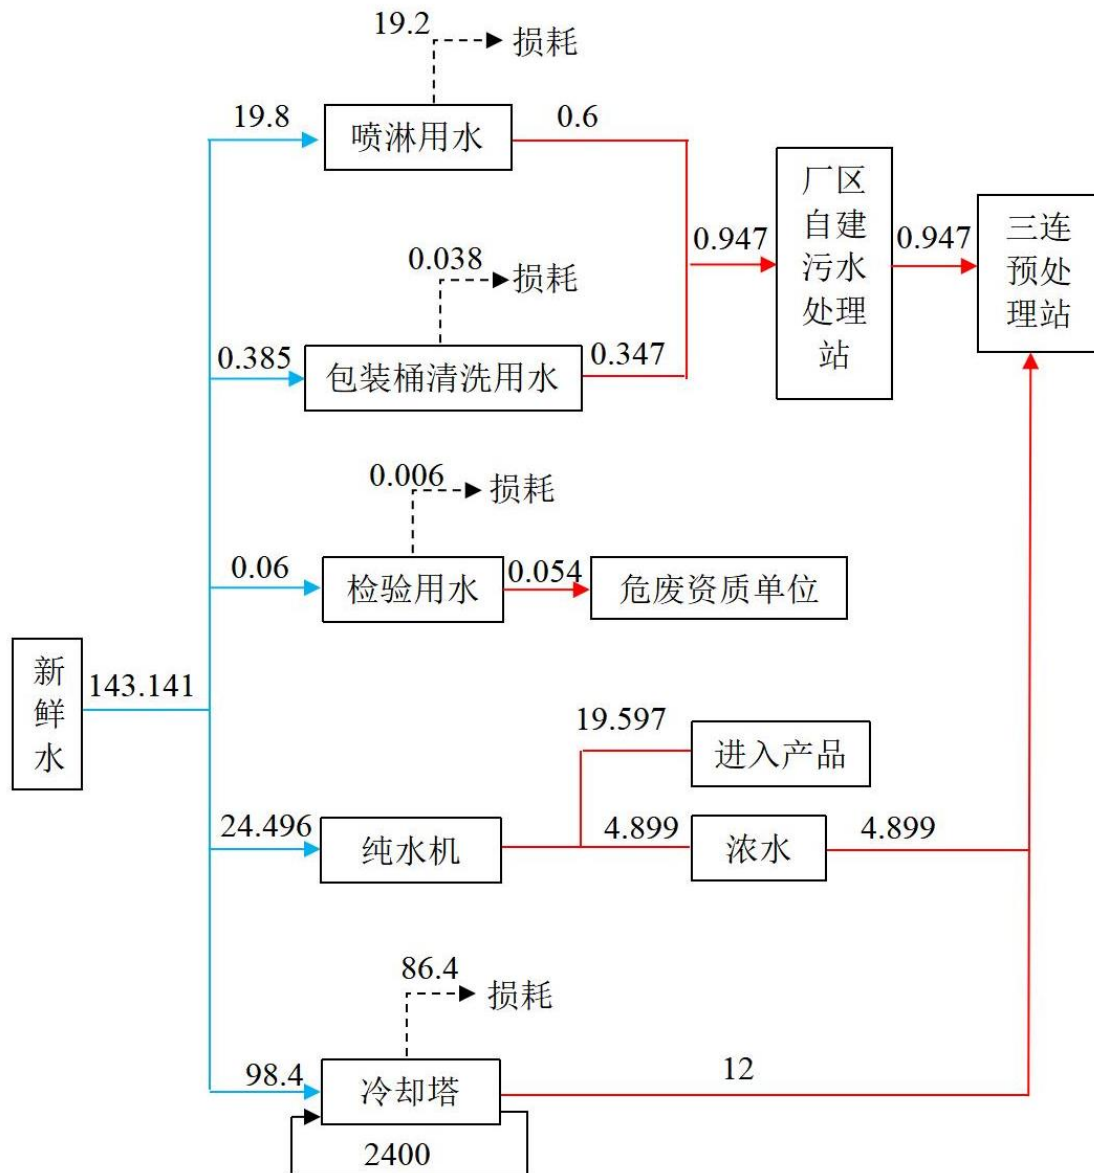 19.2
损耗
19.8
喷淋用水
0.6
厂区
自建
污水
处理
站
三连
预处
理站
0.947
0.947
0.038
损耗
0.385
包装桶清洗用水
0.347
0.006
损耗
0.06
检验用水
0.054
危废资质单位
新
鲜
水
143.141
19.597
进入产品
24.496
纯水机
4.899
浓水
4.899
86.4
损耗
98.4
冷却塔
12
2400